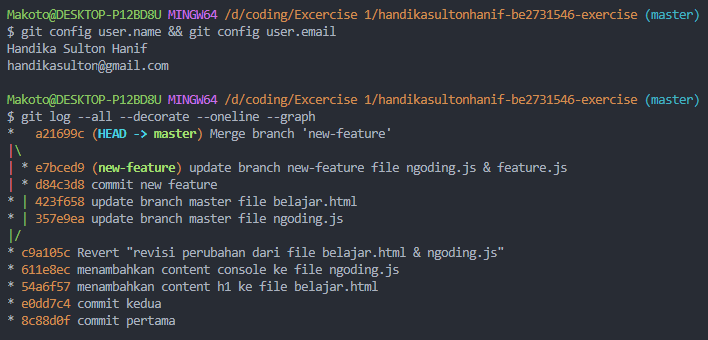 Makoto@DESKTOP-P12BD8U MINGW64 /d/coding/Excercise 1/handikasultonhandif-be2731546-exercise (master)
$ git config user.name && git config user.email
Handika Sulton Hanif
handikasulton@gmail.com
Makoto@DESKTOP-P12BD8U MINGW64 /d/coding/Excercise 1/handikasultonhandif-be2731546-exercise (master)
$ git log --all --decorate --oneline --graph
*   a21699c (HEAD -> master) Merge branch 'new-feature'
|\
| * e7bced9 (new-feature) update branch new-feature file ngoding.js & feature.js
| * d84c3d8 commit new feature
* | 423f658 update branch master file belajar.html
* | 357e9ea update branch master file ngoding.js
|/
* c9a105c Revert "revisi perubahan dari file belajar.html & ngoding.js"
* 611e8ec menambahkan content console ke file ngoding.js
* 54a6f57 menambahkan content h1 ke file belajar.html
* e0dd7c4 commit kedua
* 8c88d0f commit pertama